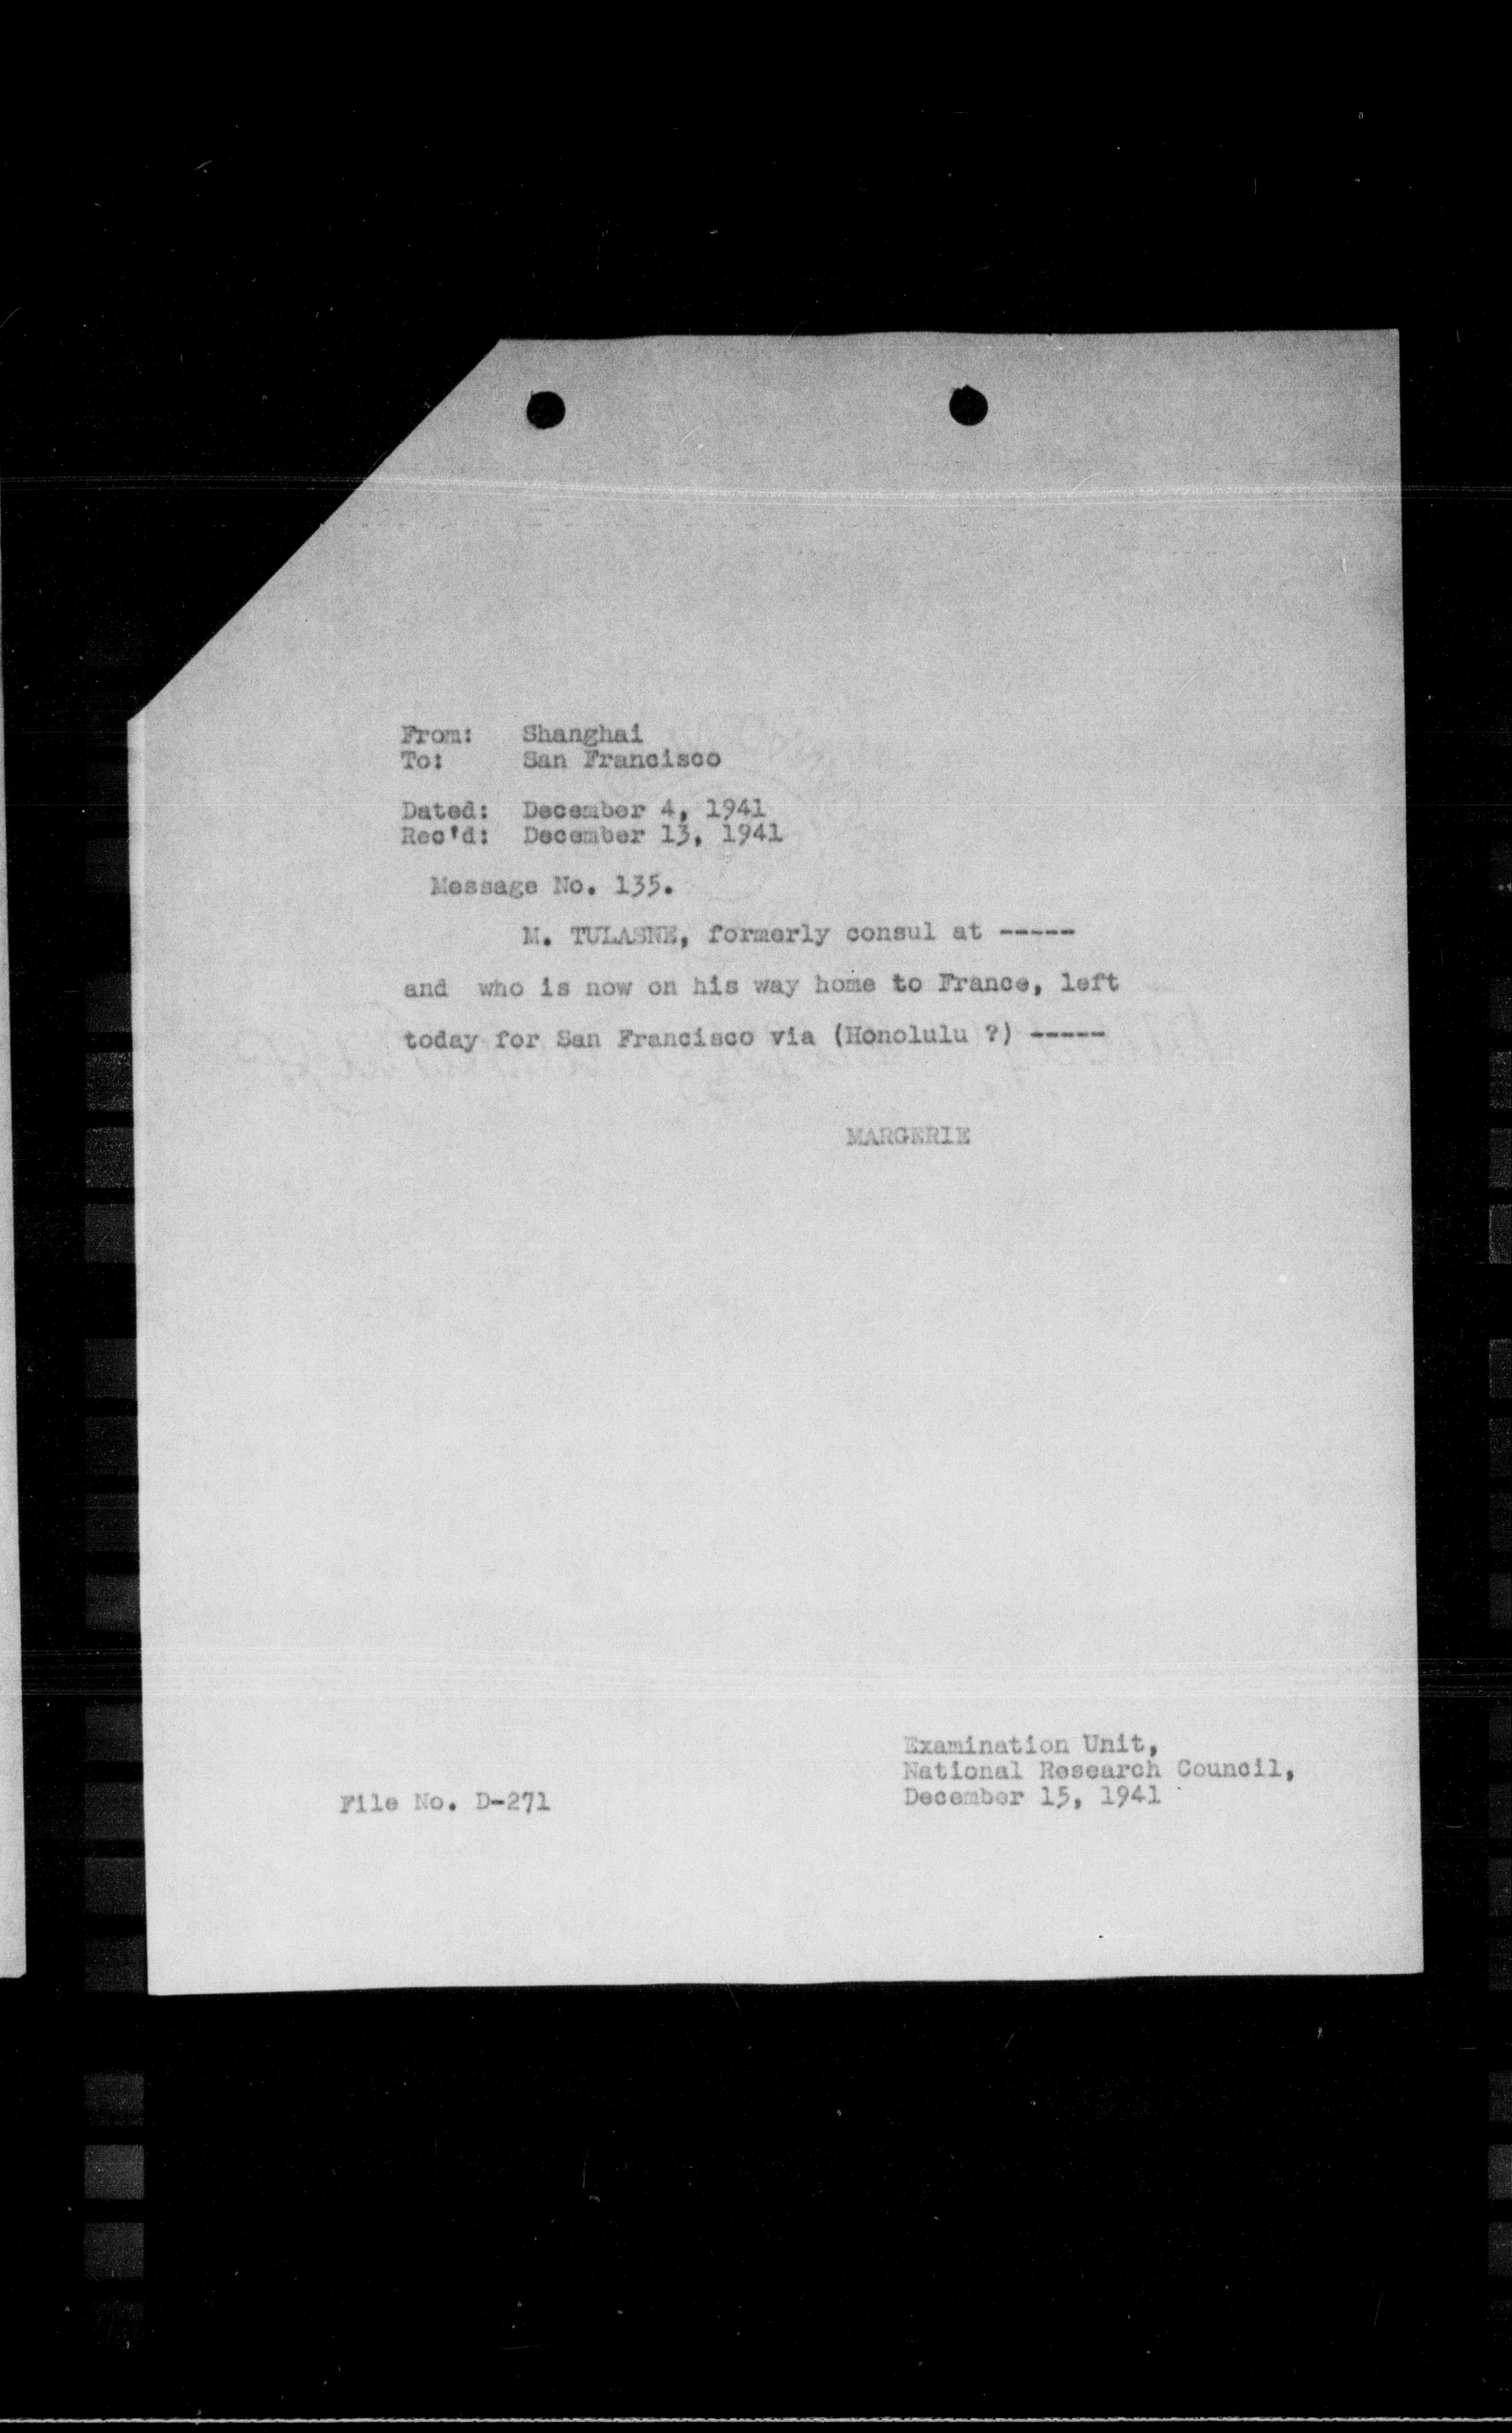 From: Shanghai
To: San Francisco
Dated: December 4, 1941
Rec'd: December 13, 1941
Message No. 135.
M. TULASNE, formerly consul at -----
and who is now on his way home to France, left
today for San Francisco via (Honolulu ?) -----
MARGERIE
Examination Unit,
National Research Council,
December 15, 1941
File No. D-271